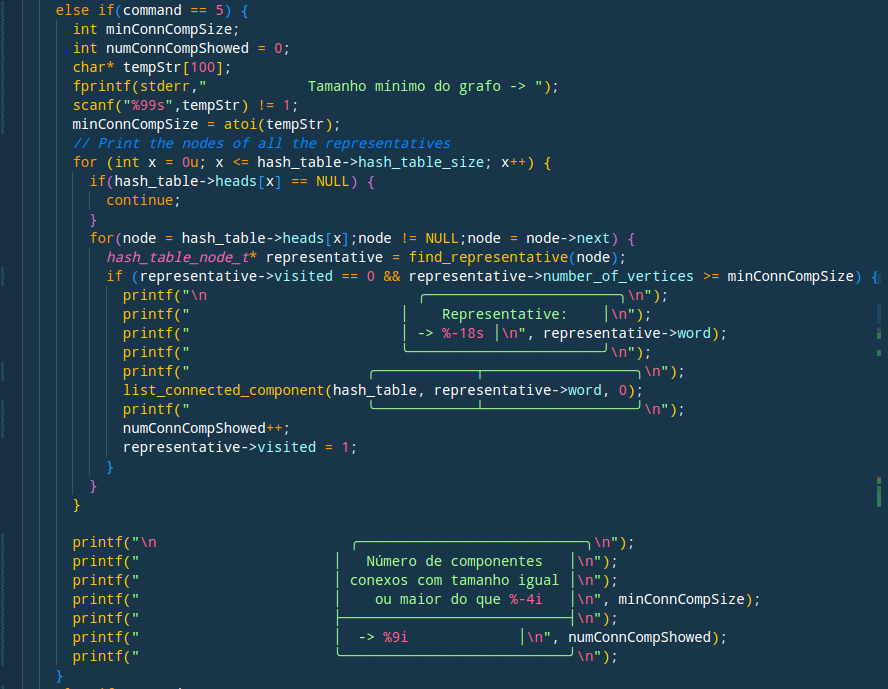 else if(command == 5) {
int minConnCompSize;
int numConnCompShowed = 0;
char* tempStr[100];
fprintf(stderr,"            Tamanho mínimo do grafo -> ");
scanf("%99s",tempStr) != 1;
minConnCompSize = atoi(tempStr);
// Print the nodes of all the representatives
for (int x = 0u; x <= hash_table->hash_table_size; x++) {
if(hash_table->heads[x] == NULL) {
continue;
}
for(node = hash_table->heads[x];node != NULL;node = node->next) {
hash_table_node_t* representative = find_representative(node);
if (representative->visited == 0 && representative->number_of_vertices >= minConnCompSize) {
printf("\n                          ╭───────────────────────╮\n");
printf("                          │    Representative:    │\n");
printf("                          │ -> %-18s │\n", representative->word);
printf("                          ╰───────────────────────╯\n");
printf("                      ╭────────────┬──────────────────╮\n");
list_connected_component(hash_table, representative->word, 0);
printf("                      ╰────────────┴──────────────────╯\n");
numConnCompShowed++;
representative->visited = 1;
}
}
}
printf("\n                        ╭───────────────────────────╮\n");
printf("                        │   Número de componentes   │\n");
printf("                        │ conexos com tamanho igual │\n");
printf("                        │    ou maior do que %-4i   │\n", minConnCompSize);
printf("                        ├───────────────────────────┤\n");
printf("                        │  -> %9i             │\n", numConnCompShowed);
printf("                        ╰───────────────────────────╯\n");
}